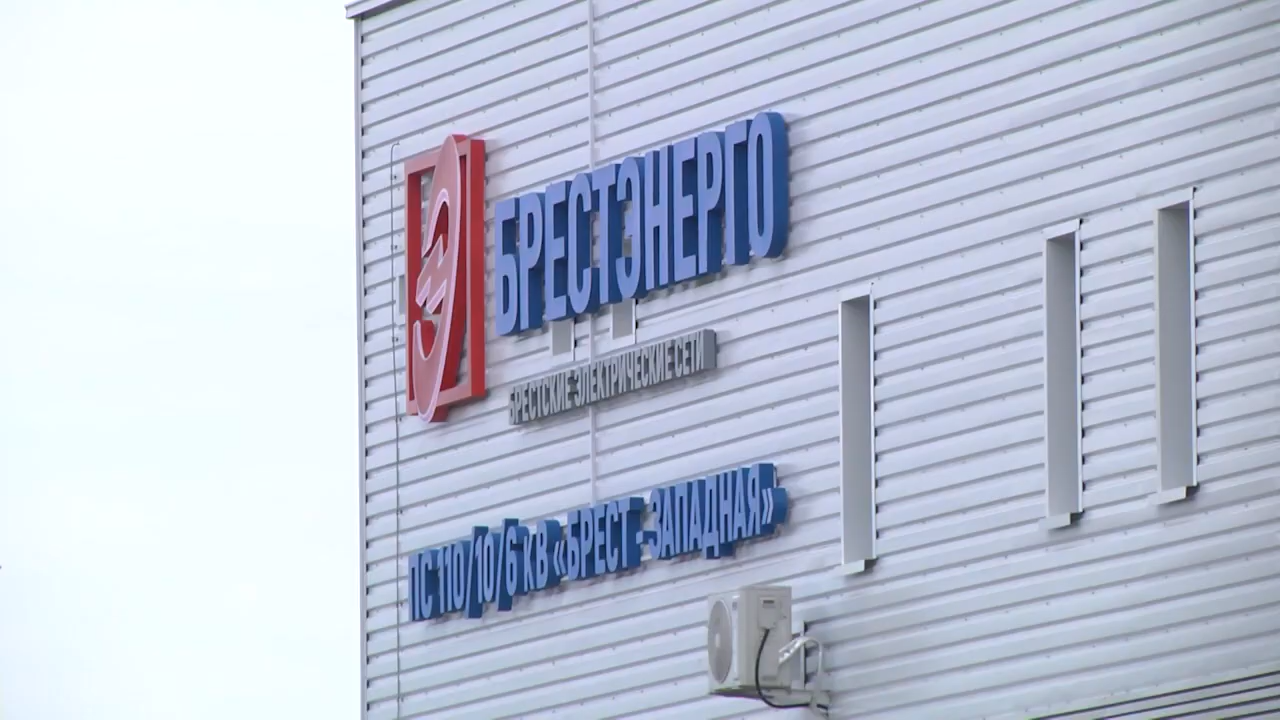 БРЕСТЭНЕРГО
БРЕСТСКИЕ ЭЛЕКТРИЧЕСКИЕ СЕТИ
ПС 110/10/6 КВ «БРЕСТ - ЗАПАДНАЯ»